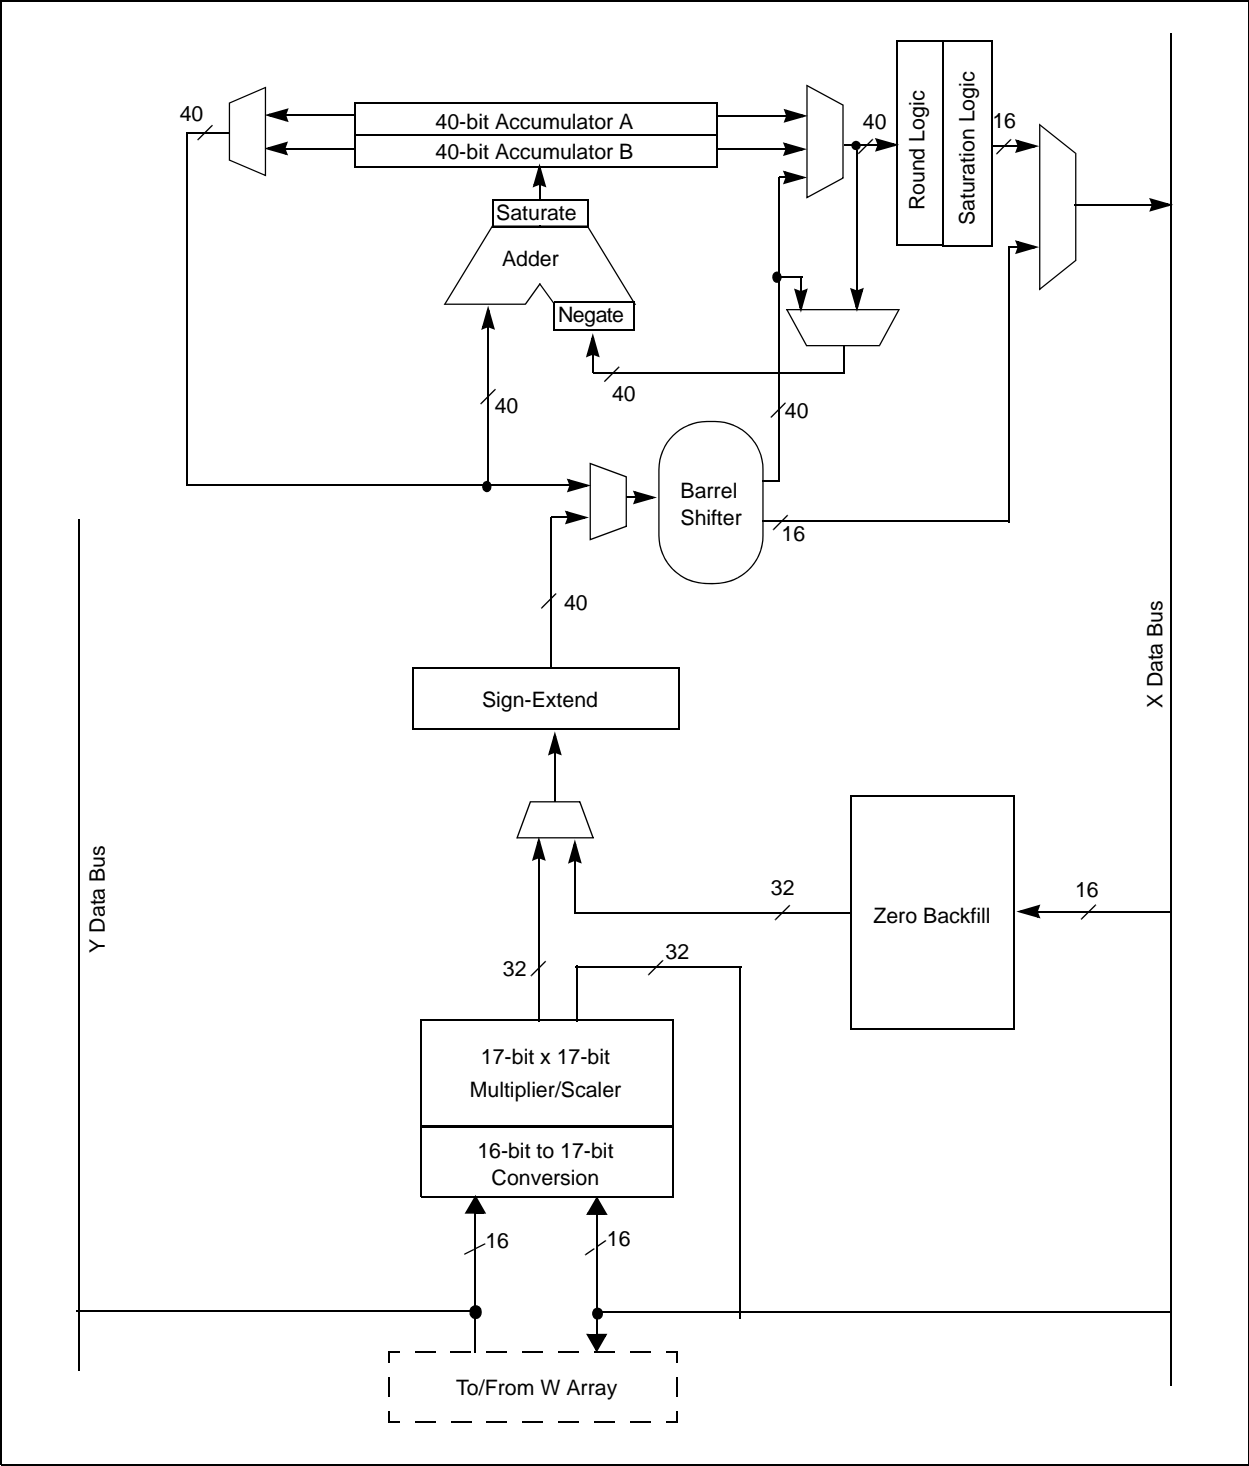 40
40-bit Accumulator A
40-bit Accumulator B
40
Round Logic
Saturation Logic
16
Saturate
Adder
Negate
40
40
40
Barrel
Shifter
16
40
Sign-Extend
X Data Bus
Y Data Bus
32
Zero Backfill
16
32
32
17-bit x 17-bit
Multiplier/Scaler
16-bit to 17-bit
Conversion
16
16
To/From W Array